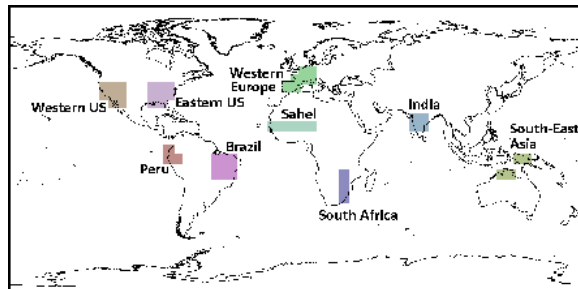 Western
Europe
Western US
Eastern US
India
Sahel
South-East
Asia
Brazil
Peru
South Africa